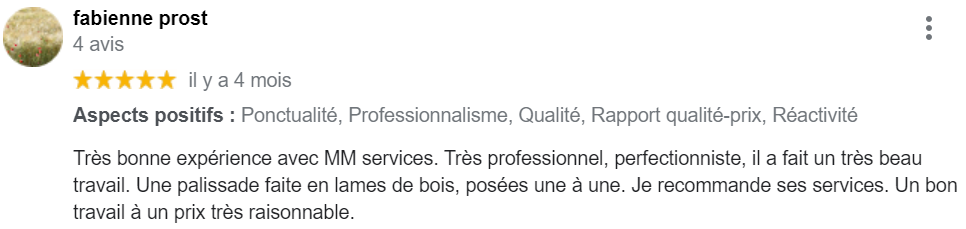 fabienne prost
4 avis
il y a 4 mois
Aspects positifs : Ponctualité, Professionnalisme, Qualité, Rapport qualité-prix, Réactivité
Très bonne expérience avec MM services. Très professionnel, perfectionniste, il a fait un très beau
travail. Une palissade faite en lames de bois, posées une à une. Je recommande ses services. Un bon
travail à un prix très raisonnable.